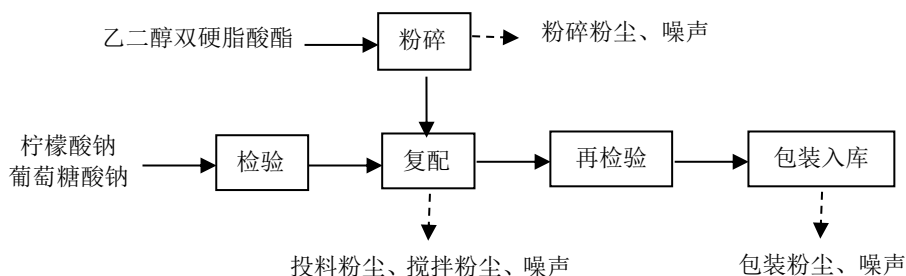 乙二醇双硬脂酸酯
粉碎
粉碎粉尘、噪声
柠檬酸钠
葡萄糖酸钠
检验
复配
再检验
包装入库
投料粉尘、搅拌粉尘、噪声
包装粉尘、噪声